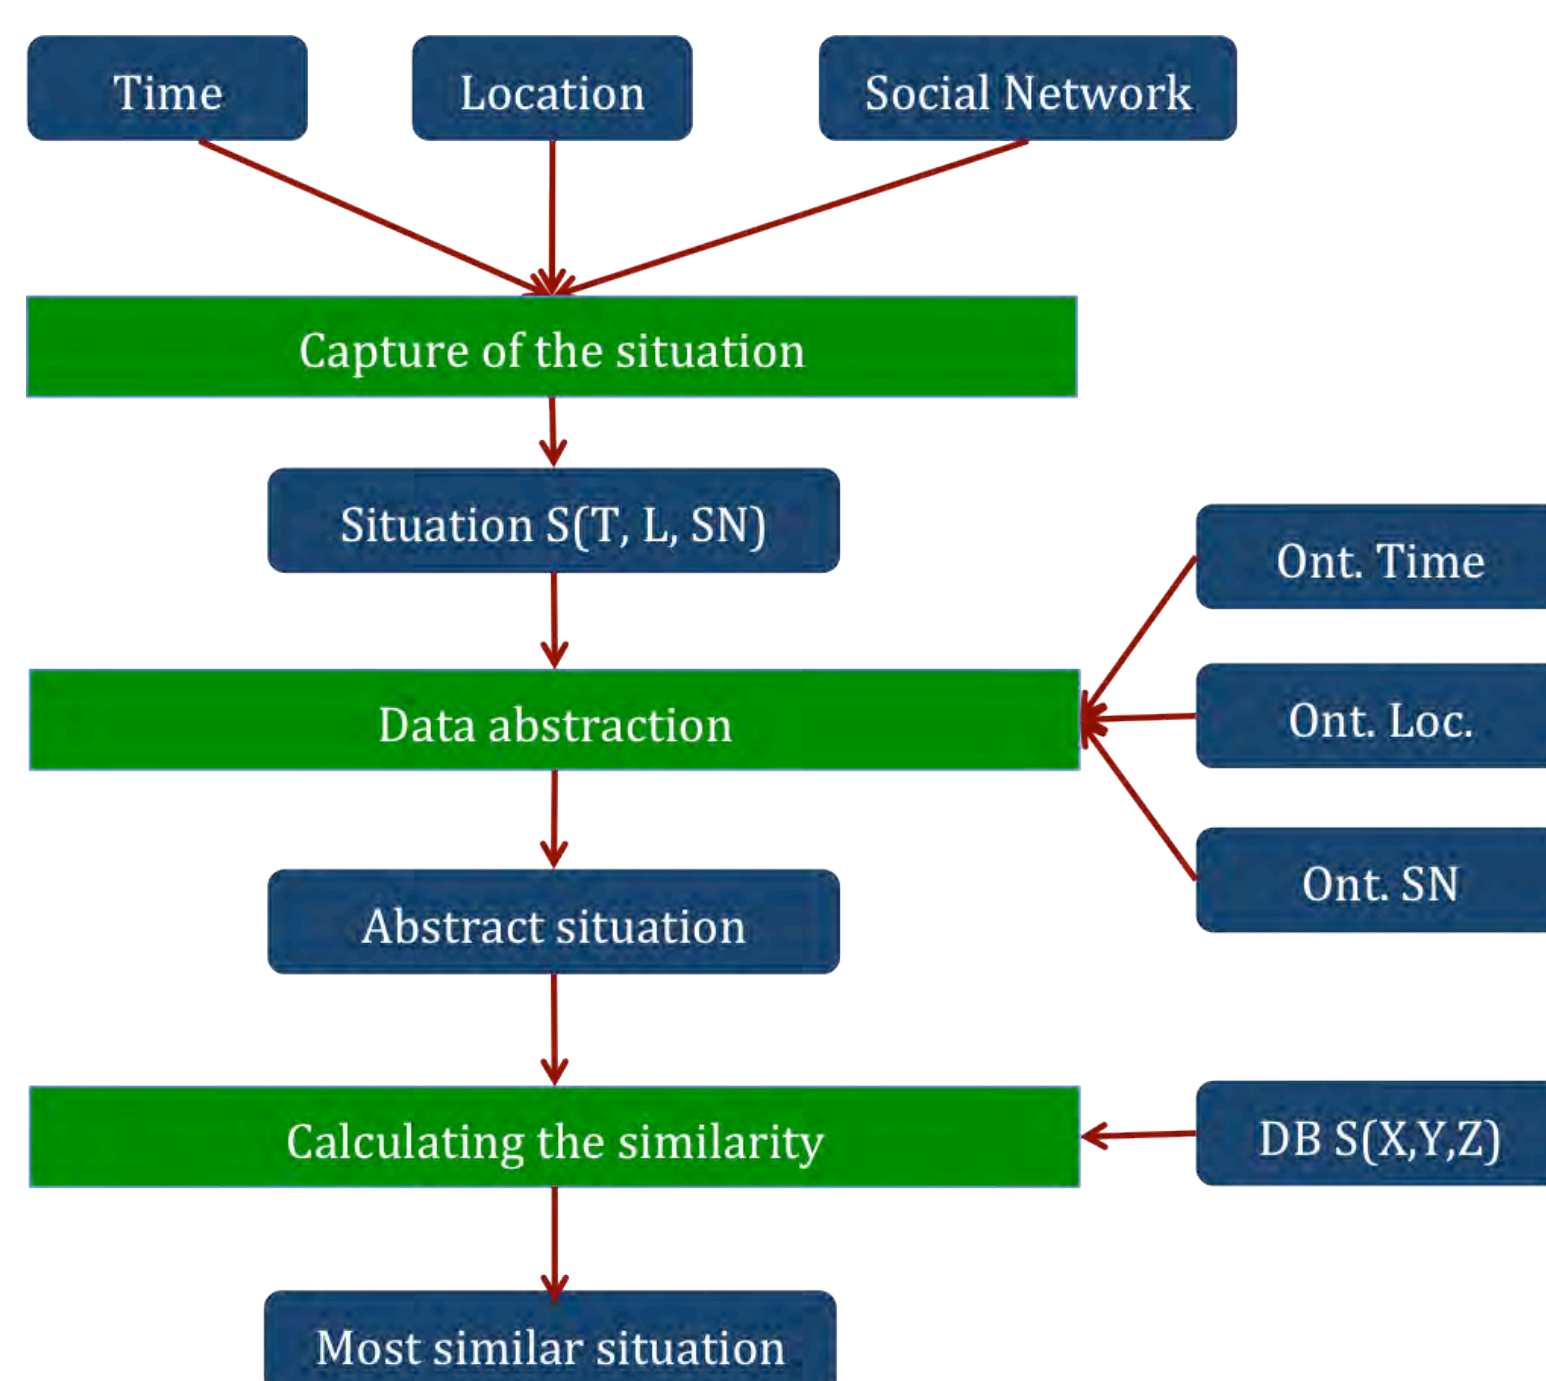 Time
Location
Social Network
Capture of the situation
Situation S(T, L, SN)
Ont. Time
Data abstraction
Ont. Loc.
Ont. SN
Abstract situation
Calculating the similarity
DB S(X,Y,Z)
Most similar situation